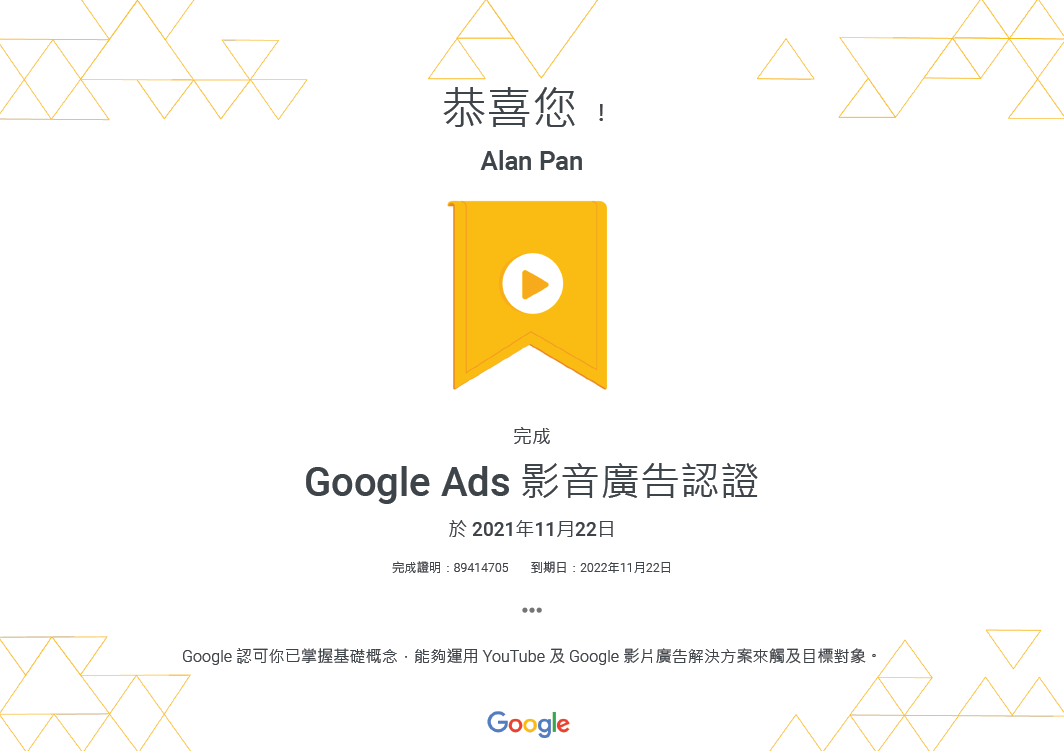 恭喜您！
Alan Pan
完成
Google Ads 影音廣告認證
於 2021年11月22日
完成證明：89414705 到期日：2022年11月22日
•••
Google 認可你已掌握基礎概念，能夠運用 YouTube 及 Google 影片廣告解決方案來觸及目標對象。
Google